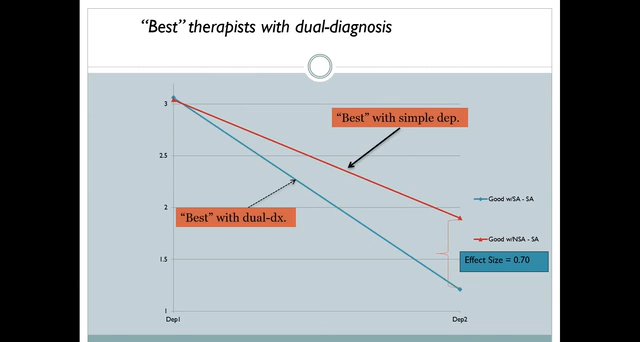 “Best” therapists with dual-diagnosis
3
2.5
2
1.5
1
“Best” with simple dep.
“Best” with dual-dx.
Good w/SA - SA
Good w/NSA - SA
Effect Size = 0.70
Dep1
Dep2